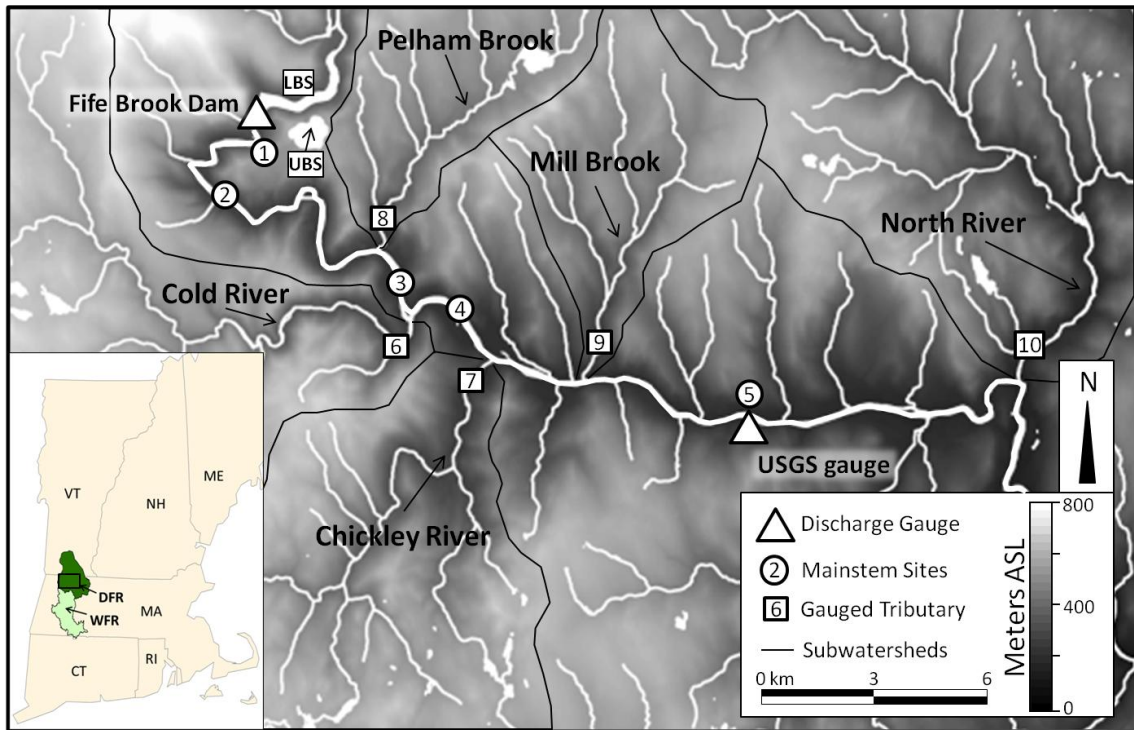 Pelham Brook
LBS
Fife Brook Dam
1
UBS
Mill Brook
2
8
North River
3
Cold River
4
6
9
10
7
5
USGS gauge
N
Chickley River
ME
VT
NH
DFR
WFR
MA
CT
RI
Discharge Gauge
2 Mainstem Sites
6 Gauged Tributary
Subwatersheds
0 km 3 6
Meters ASL
800
400
0